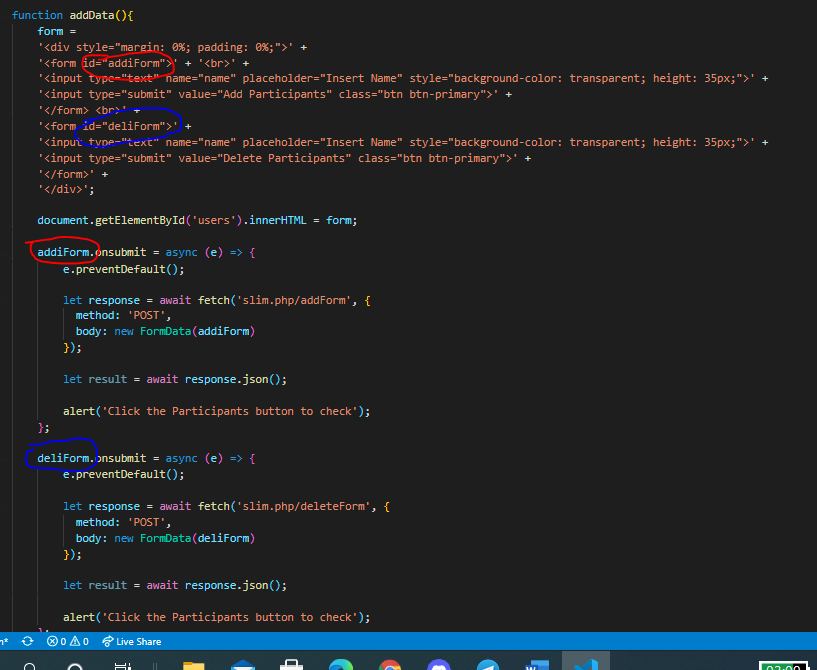 function addData(){
form =
'<div style="margin: 0%; padding: 0%;">' +
'<form id="addiForm">' + '<br>' +
'<input type="text" name="name" placeholder="Insert Name" style="background-color: transparent; height: 35px;">' +
'<input type="submit" value="Add Participants" class="btn btn-primary">' +
'</form> <br>' +
'<form id="deliForm">' +
'<input type="text" name="name" placeholder="Insert Name" style="background-color: transparent; height: 35px;">' +
'<input type="submit" value="Delete Participants" class="btn btn-primary">' +
'</form>' +
'</div>';
document.getElementById('users').innerHTML = form;
addiForm.onsubmit = async (e) => {
e.preventDefault();
let response = await fetch('slim.php/addForm', {
method: 'POST',
body: new FormData(addiForm)
});
let result = await response.json();
alert('Click the Participants button to check');
};
deliForm.onsubmit = async (e) => {
e.preventDefault();
let response = await fetch('slim.php/deleteForm', {
method: 'POST',
body: new FormData(deliForm)
});
let result = await response.json();
alert('Click the Participants button to check');
0 0 Live Share